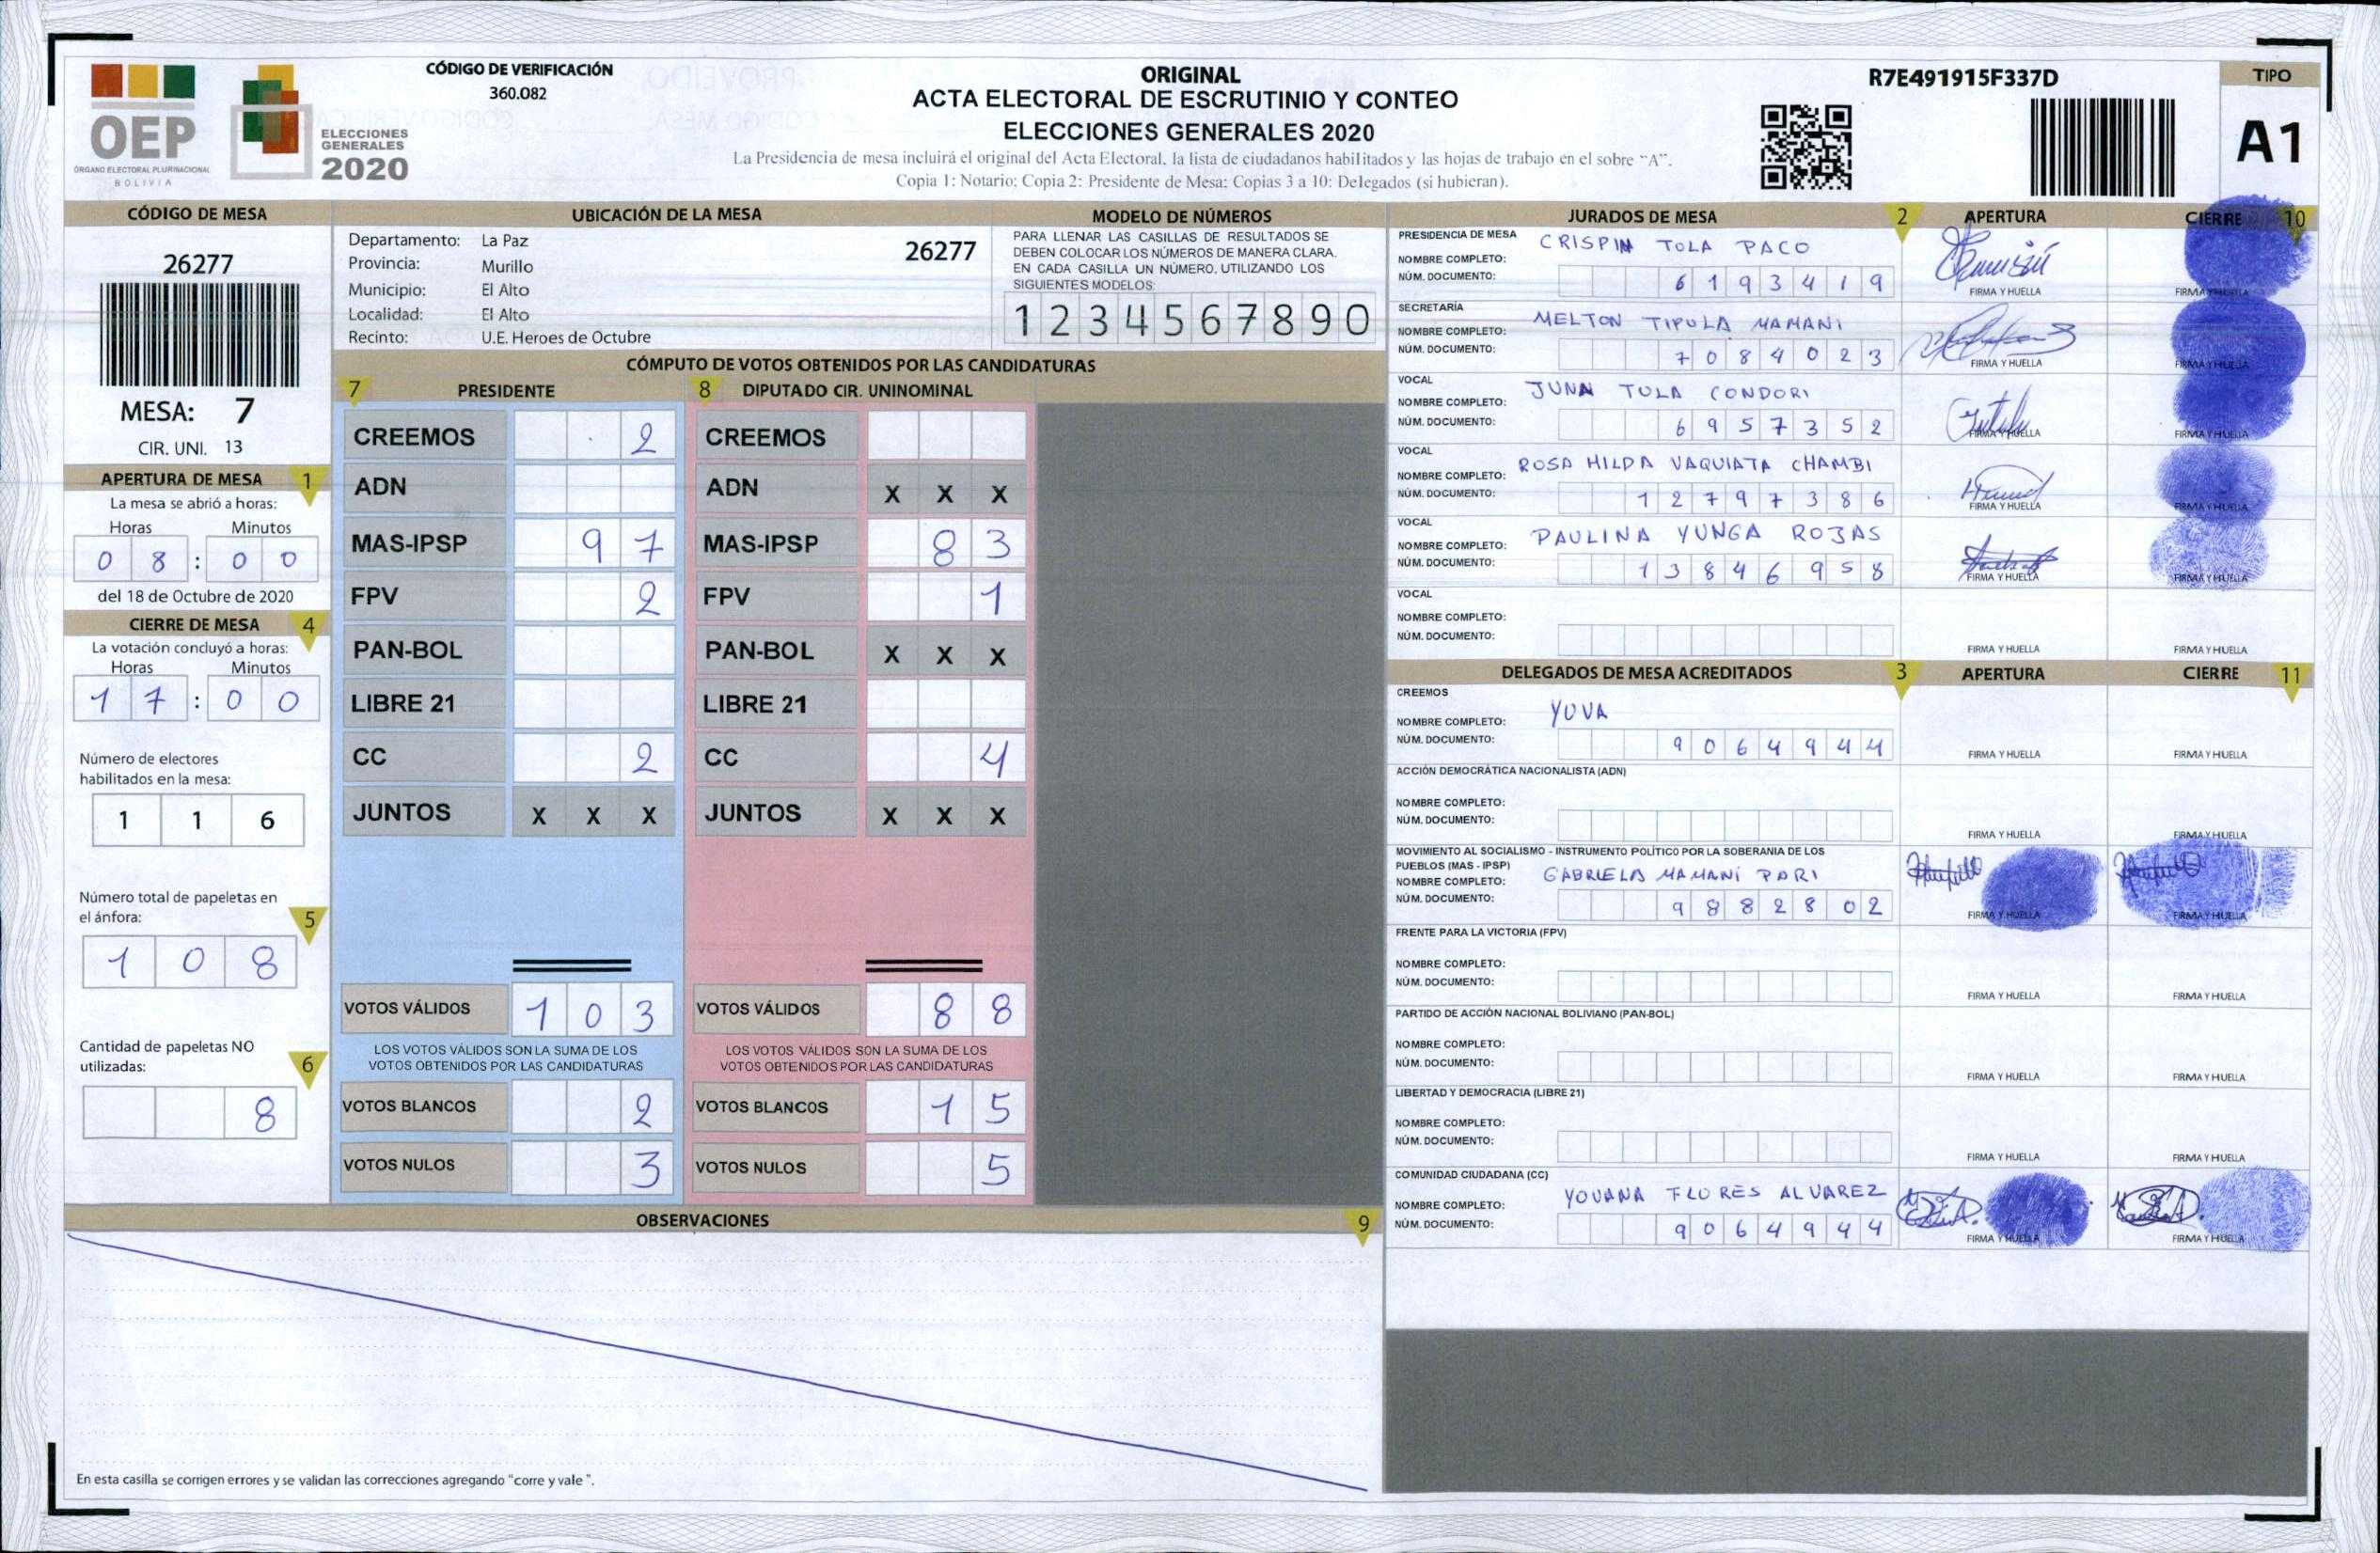 OEP
ÓRGANO ELECTORAL PLURINACIONAL
BOLIVIA
ELECCIONES
GENERALES
2020
CÓDIGO DE VERIFICACIÓN
360.082
ORIGINAL
ACTA ELECTORAL DE ESCRUTINIO Y CONTEO
ELECCIONES GENERALES 2020
La Presidencia de mesa incluirá el original del Acta Electoral, la lista de ciudadanos habilitados y las hojas de trabajo en el sobre "A".
Copia 1: Notario; Copia 2: Presidente de Mesa; Copias 3 a 10: Delegados (si hubieran).
R7E491915F337D
TIPO
A1
CÓDIGO DE MESA
26277
MESA: 7
CIR. UNI. 13
APERTURA DE MESA 1
La mesa se abrió a horas:
Horas Minutos
0 8 : 0 0
del 18 de Octubre de 2020
CIERRE DE MESA 4
La votación concluyó a horas:
Horas Minutos
1 7 : 0 0
Número de electores
habilitados en la mesa:
1 1 6
Número total de papeletas en
el ánfora: 5
1 0 8
Cantidad de papeletas NO
utilizadas: 6
8
UBICACIÓN DE LA MESA
Departamento: La Paz 26277
Provincia: Murillo
Municipio: El Alto
Localidad: El Alto
Recinto: U.E. Heroes de Octubre
MODELO DE NÚMEROS
PARA LLENAR LAS CASILLAS DE RESULTADOS SE
DEBEN COLOCAR LOS NÚMEROS DE MANERA CLARA.
EN CADA CASILLA UN NÚMERO, UTILIZANDO LOS
SIGUIENTES MODELOS:
1 2 3 4 5 6 7 8 9 0
CÓMPUTO DE VOTOS OBTENIDOS POR LAS CANDIDATURAS
7 PRESIDENTE 8 DIPUTADO CIR. UNINOMINAL
CREEMOS 2 CREEMOS
ADN ADN X X X
MAS-IPSP 9 7 MAS-IPSP 8 3
FPV 2 FPV 1
PAN-BOL PAN-BOL X X X
LIBRE 21 LIBRE 21
CC 2 CC 4
JUNTOS X X X JUNTOS X X X
VOTOS VÁLIDOS 1 0 3 VOTOS VÁLIDOS 8 8
LOS VOTOS VÁLIDOS SON LA SUMA DE LOS LOS VOTOS VÁLIDOS SON LA SUMA DE LOS
VOTOS OBTENIDOS POR LAS CANDIDATURAS VOTOS OBTENIDOS POR LAS CANDIDATURAS
VOTOS BLANCOS 2 VOTOS BLANCOS 1 5
VOTOS NULOS 3 VOTOS NULOS 5
OBSERVACIONES 9
En esta casilla se corrigen errores y se validan las correcciones agregando "corre y vale ".
JURADOS DE MESA 2 APERTURA CIERRE 10
PRESIDENCIA DE MESA
NOMBRE COMPLETO: CRISPIN TOLA PACO
NÚM. DOCUMENTO: 6 1 9 3 4 1 9
FIRMA Y HUELLA FIRMA Y HUELLA
SECRETARÍA
NOMBRE COMPLETO: MELTON TIPULA MAMANI
NÚM. DOCUMENTO: 7 0 8 4 0 2 3
FIRMA Y HUELLA FIRMA Y HUELLA
VOCAL
NOMBRE COMPLETO: JUNA TOLA CONDORI
NÚM. DOCUMENTO: 6 9 5 7 3 5 2
FIRMA Y HUELLA FIRMA Y HUELLA
VOCAL
NOMBRE COMPLETO: ROSA HILDA VAQUIATA CHAMBI
NÚM. DOCUMENTO: 1 2 7 9 7 3 8 6
FIRMA Y HUELLA FIRMA Y HUELLA
VOCAL
NOMBRE COMPLETO: PAULINA YUNGA ROJAS
NÚM. DOCUMENTO: 1 3 8 4 6 9 5 8
FIRMA Y HUELLA FIRMA Y HUELLA
VOCAL
NOMBRE COMPLETO:
NÚM. DOCUMENTO:
FIRMA Y HUELLA FIRMA Y HUELLA
DELEGADOS DE MESA ACREDITADOS 3 APERTURA CIERRE 11
CREEMOS
NOMBRE COMPLETO: YOVA
NÚM. DOCUMENTO: 9 0 6 4 9 4 4
FIRMA Y HUELLA FIRMA Y HUELLA
ACCIÓN DEMOCRÁTICA NACIONALISTA (ADN)
NOMBRE COMPLETO:
NÚM. DOCUMENTO:
FIRMA Y HUELLA FIRMA Y HUELLA
MOVIMIENTO AL SOCIALISMO - INSTRUMENTO POLÍTICO POR LA SOBERANIA DE LOS
PUEBLOS (MAS - IPSP)
NOMBRE COMPLETO: GABRIELA MAMANÍ PARI
NÚM. DOCUMENTO: 9 8 8 2 8 0 2
FIRMA Y HUELLA FIRMA Y HUELLA
FRENTE PARA LA VICTORIA (FPV)
NOMBRE COMPLETO:
NÚM. DOCUMENTO:
FIRMA Y HUELLA FIRMA Y HUELLA
PARTIDO DE ACCIÓN NACIONAL BOLIVIANO (PAN-BOL)
NOMBRE COMPLETO:
NÚM. DOCUMENTO:
FIRMA Y HUELLA FIRMA Y HUELLA
LIBERTAD Y DEMOCRACIA (LIBRE 21)
NOMBRE COMPLETO:
NÚM. DOCUMENTO:
FIRMA Y HUELLA FIRMA Y HUELLA
COMUNIDAD CIUDADANA (CC)
NOMBRE COMPLETO: YOVANA FLORES ALVAREZ
NÚM. DOCUMENTO: 9 0 6 4 9 4 4
FIRMA Y HUELLA FIRMA Y HUELLA